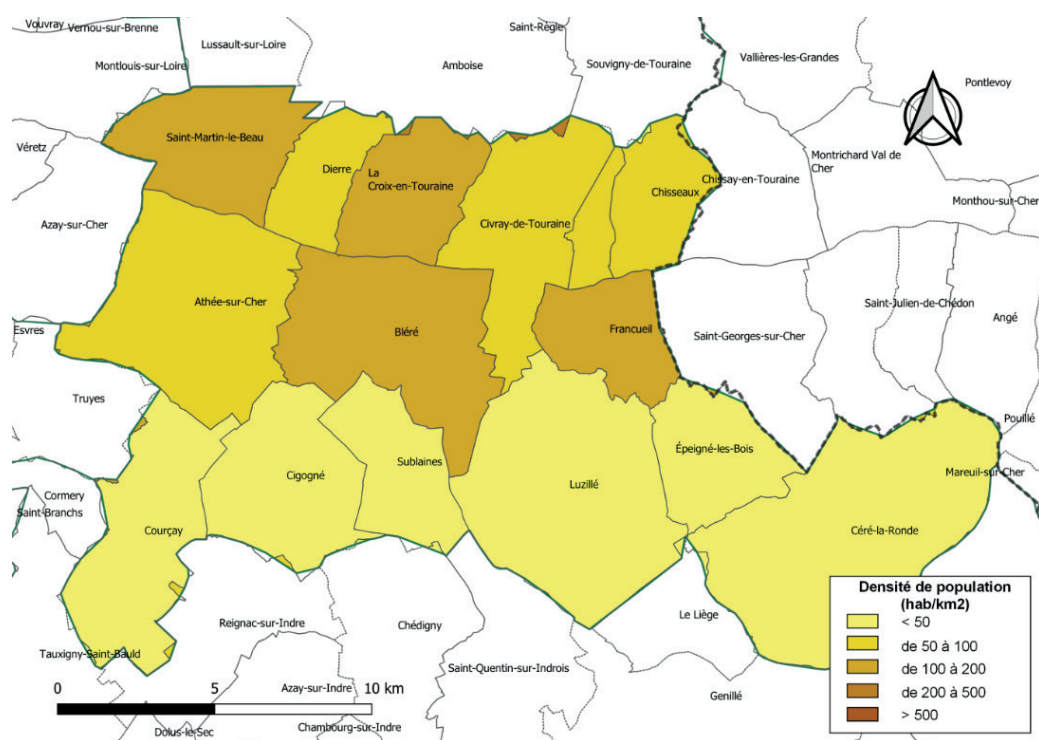 Vouvray
Vernou-sur-Brenne
Saint-Règle
Lussault-sur-Loire
Vallières-les-Grandes
Montlouis-sur-Loire
Amboise
Souvigny-de-Touraine
Pontlevoy
Saint-Martin-le-Beau
Véretz
Dierre
La
Croix-en-Touraine
Montrichard Val de
Cher
Chissay-en-Touraine
Chisseaux
Monthou-sur-Cher
Azay-sur-Cher
Civray-de-Touraine
Athée-sur-Cher
Saint-Julien-de-Chédon
Esvres
Bléré
Francueil
Saint-Georges-sur-Cher
Angé
Truyes
Pouillé
Épeigné-les-Bois
Sublaines
Mareuil-sur-Cher
Cigogné
Luzillé
Cormery
Saint-Branchs
Courçay
Céré-la-Ronde
Densité de population
(hab/km2)
< 50
de 50 à 100
de 100 à 200
de 200 à 500
> 500
Le Liège
Reignac-sur-Indre
Chédigny
Tauxigny-Saint-Bauld
Saint-Quentin-sur-Indrois
0 5 10 km
Azay-sur-Indre
Genillé
Chambourg-sur-Indre
Dolus-le-Sec